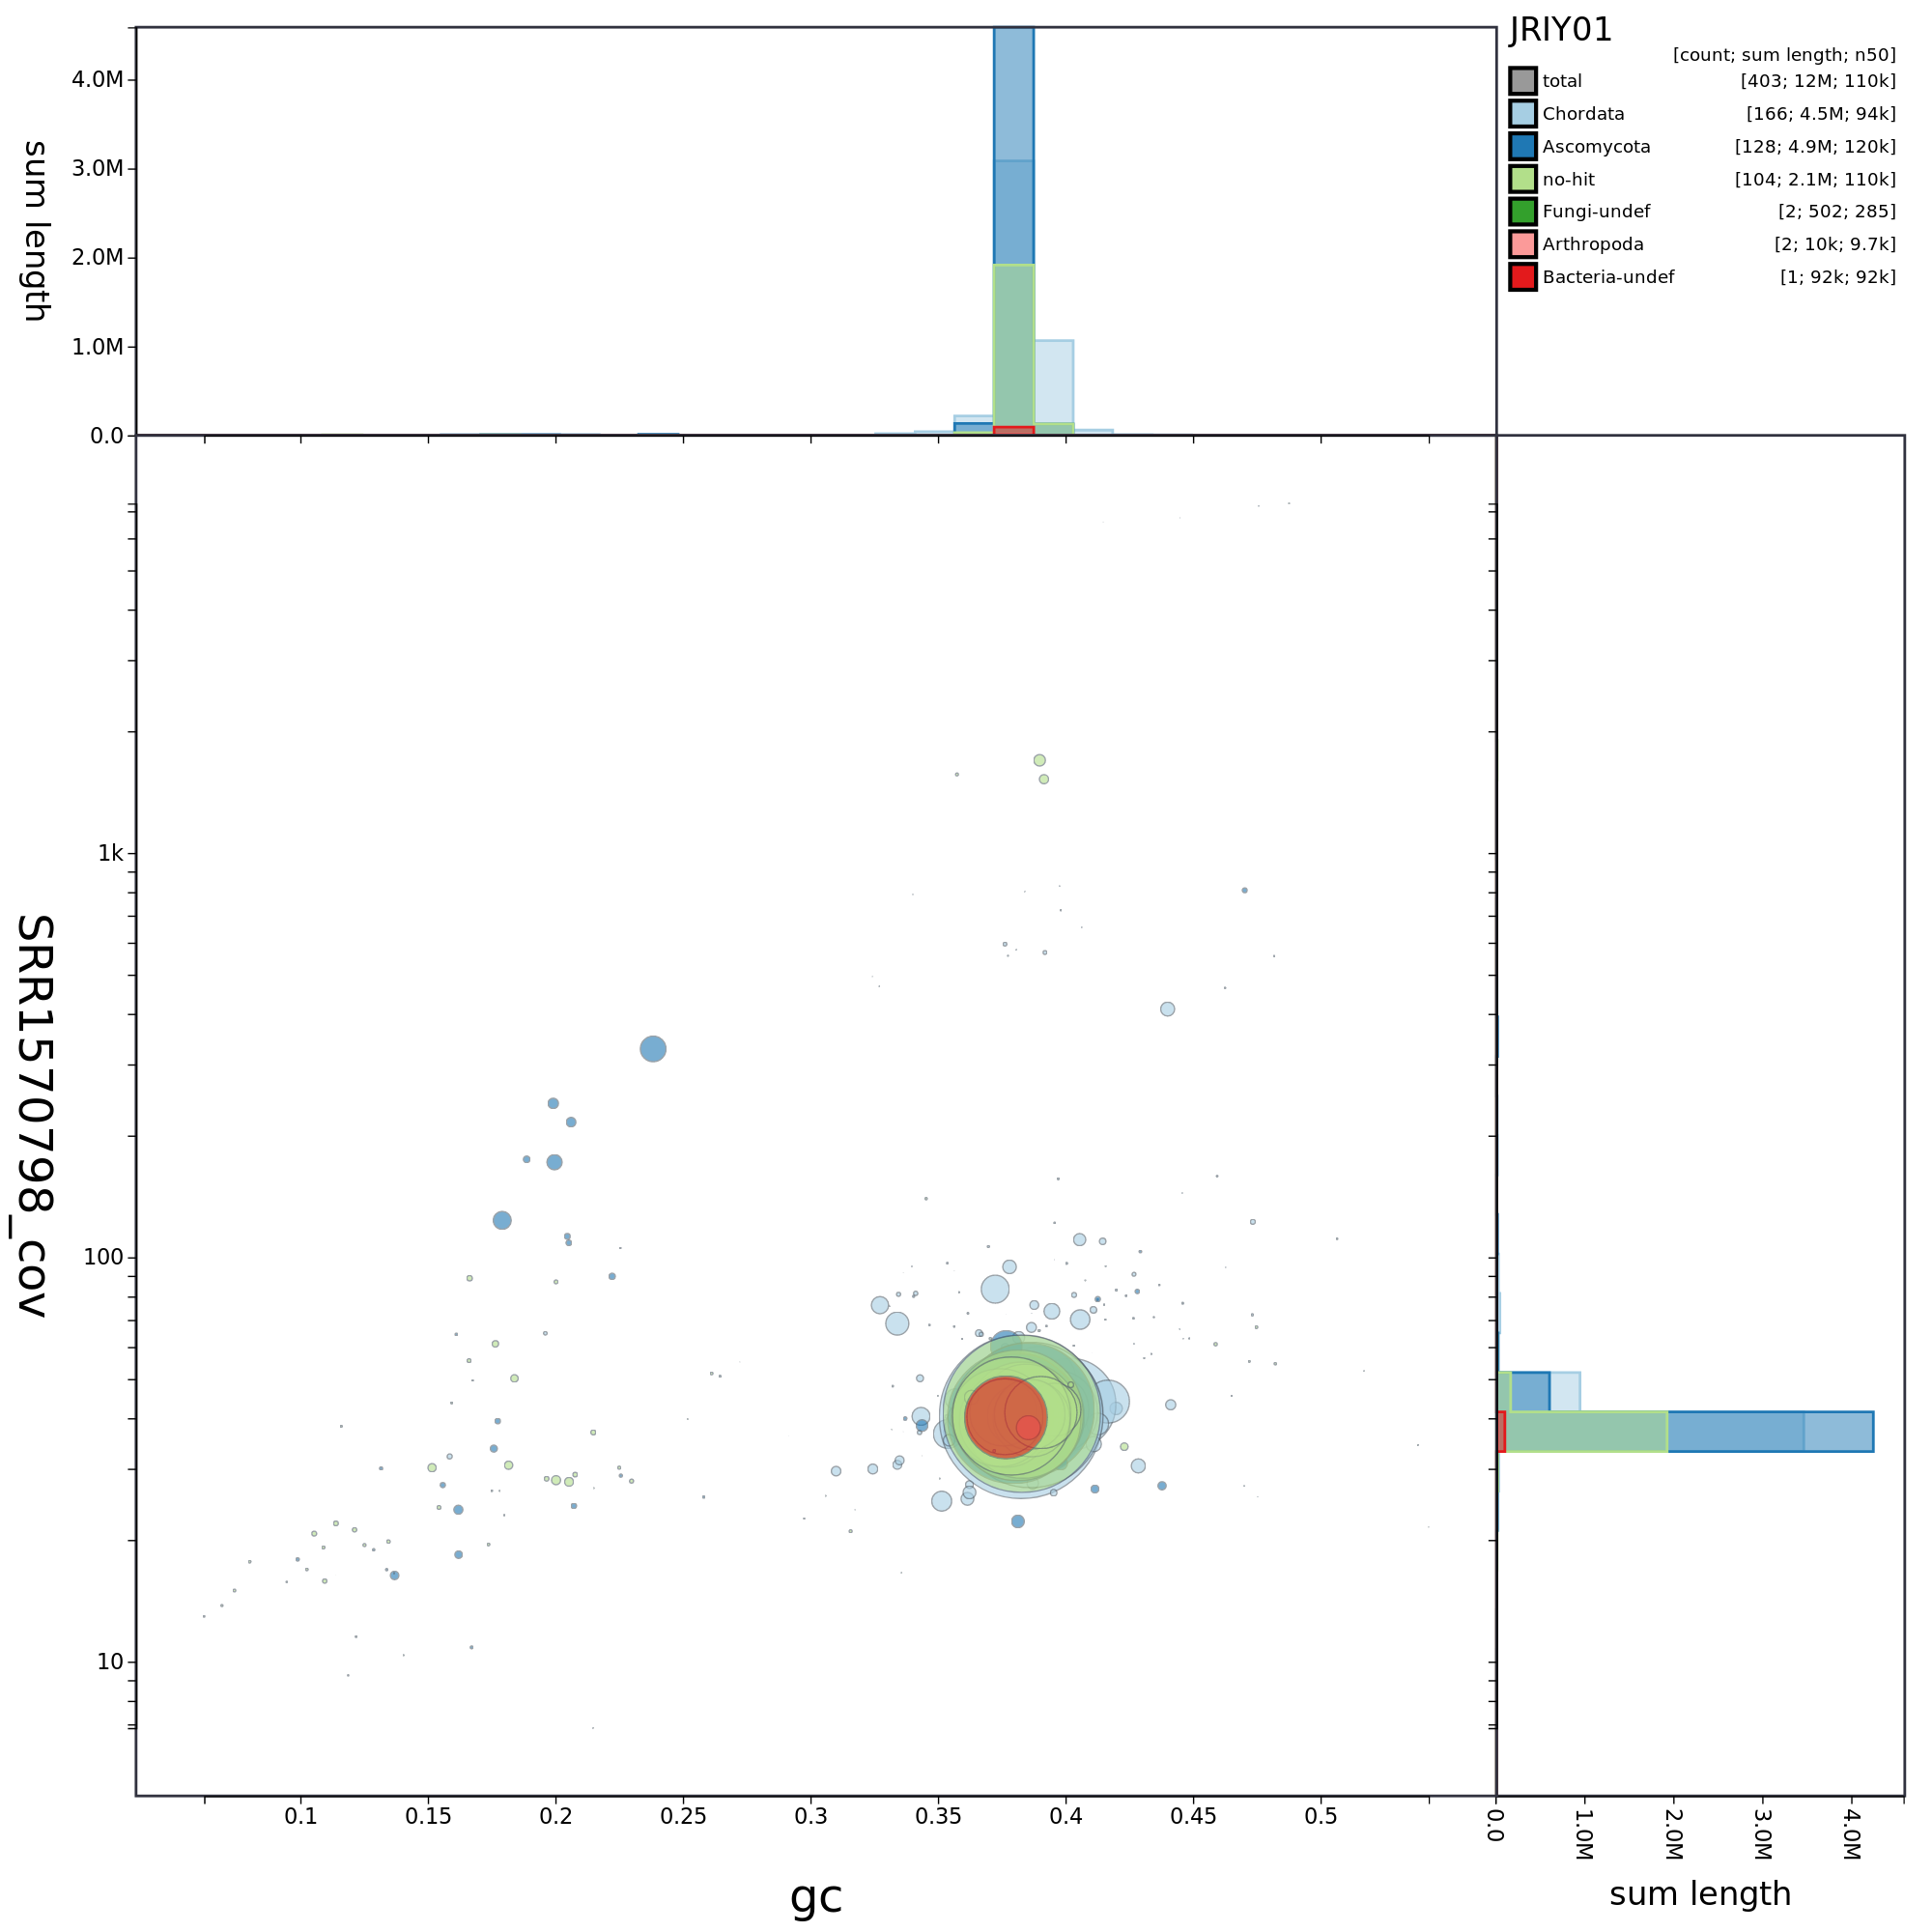 JRIY01
[count; sum length; n50]
total [403; 12M; 110k]
Chordata [166; 4.5M; 94k]
Ascomycota [128; 4.9M; 120k]
no-hit [104; 2.1M; 110k]
Fungi-undef [2; 502; 285]
Arthropoda [2; 10k; 9.7k]
Bacteria-undef [1; 92k; 92k]
sum length
4.0M
3.0M
2.0M
1.0M
0.0
SRR1570798_cov
1k
100
10
0.1 0.15 0.2 0.25 0.3 0.35 0.4 0.45 0.5
gc
0.0 1.0M 2.0M 3.0M 4.0M
sum length